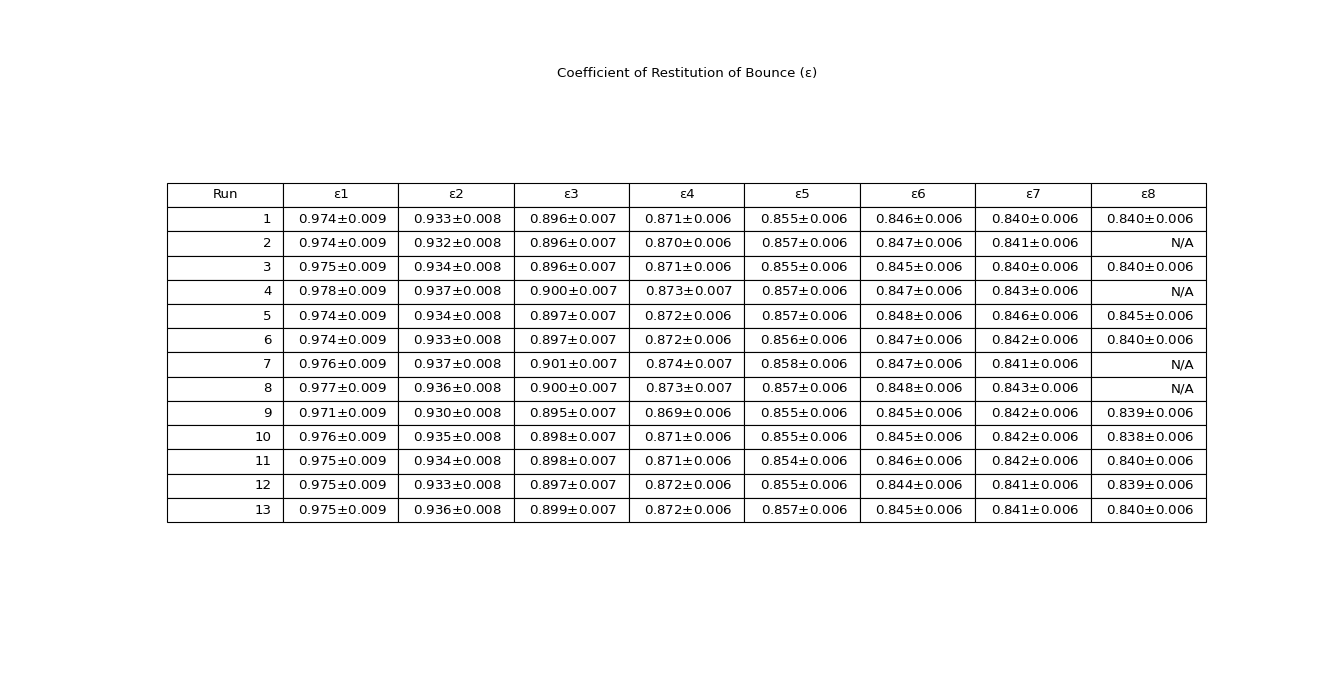 Coefficient of Restitution of Bounce (ε)
Run ε1 ε2 ε3 ε4 ε5 ε6 ε7 ε8
1 0.974±0.009 0.933±0.008 0.896±0.007 0.871±0.006 0.855±0.006 0.846±0.006 0.840±0.006 0.840±0.006
2 0.974±0.009 0.932±0.008 0.896±0.007 0.870±0.006 0.857±0.006 0.847±0.006 0.841±0.006 N/A
3 0.975±0.009 0.934±0.008 0.896±0.007 0.871±0.006 0.855±0.006 0.845±0.006 0.840±0.006 0.840±0.006
4 0.978±0.009 0.937±0.008 0.900±0.007 0.873±0.007 0.857±0.006 0.847±0.006 0.843±0.006 N/A
5 0.974±0.009 0.934±0.008 0.897±0.007 0.872±0.006 0.857±0.006 0.848±0.006 0.846±0.006 0.845±0.006
6 0.974±0.009 0.933±0.008 0.897±0.007 0.872±0.006 0.856±0.006 0.847±0.006 0.842±0.006 0.840±0.006
7 0.976±0.009 0.937±0.008 0.901±0.007 0.874±0.007 0.858±0.006 0.847±0.006 0.841±0.006 N/A
8 0.977±0.009 0.936±0.008 0.900±0.007 0.873±0.007 0.857±0.006 0.848±0.006 0.843±0.006 N/A
9 0.971±0.009 0.930±0.008 0.895±0.007 0.869±0.006 0.855±0.006 0.845±0.006 0.842±0.006 0.839±0.006
10 0.976±0.009 0.935±0.008 0.898±0.007 0.871±0.006 0.855±0.006 0.845±0.006 0.842±0.006 0.838±0.006
11 0.975±0.009 0.934±0.008 0.898±0.007 0.871±0.006 0.854±0.006 0.846±0.006 0.842±0.006 0.840±0.006
12 0.975±0.009 0.933±0.008 0.897±0.007 0.872±0.006 0.855±0.006 0.844±0.006 0.841±0.006 0.839±0.006
13 0.975±0.009 0.936±0.008 0.899±0.007 0.872±0.006 0.857±0.006 0.845±0.006 0.841±0.006 0.840±0.006